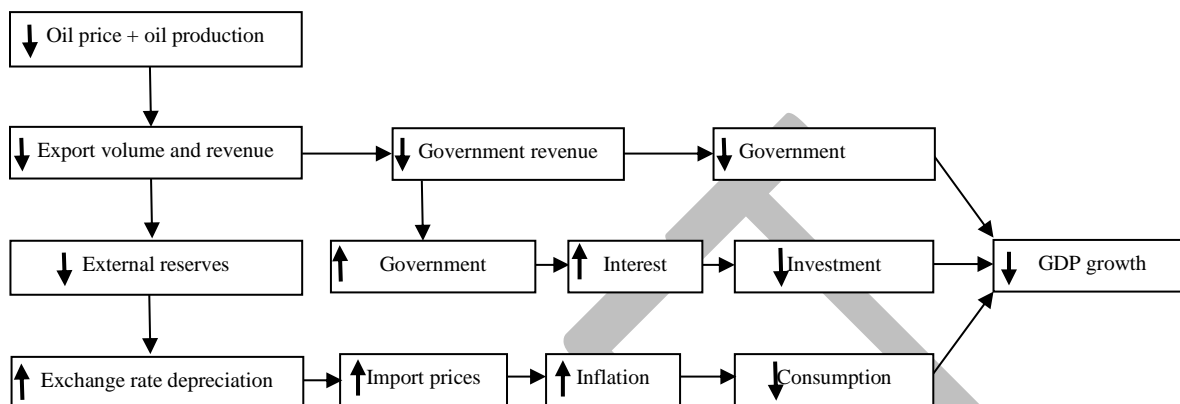 Oil price + oil production
Export volume and revenue
Government revenue
Government
External reserves
Government
Interest
Investment
GDP growth
Exchange rate depreciation
Import prices
Inflation
Consumption